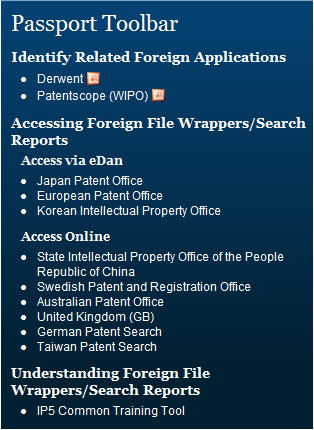 Passport Toolbar
Identify Related Foreign Applications
Derwent
Patentscope (WIPO)
Accessing Foreign File Wrappers/Search
Reports
Access via eDan
Japan Patent Office
European Patent Office
Korean Intellectual Property Office
Access Online
State Intellectual Property Office of the People
Republic of China
Swedish Patent and Registration Office
Australian Patent Office
United Kingdom (GB)
German Patent Search
Taiwan Patent Search
Understanding Foreign File
Wrappers/Search Reports
IP5 Common Training Tool